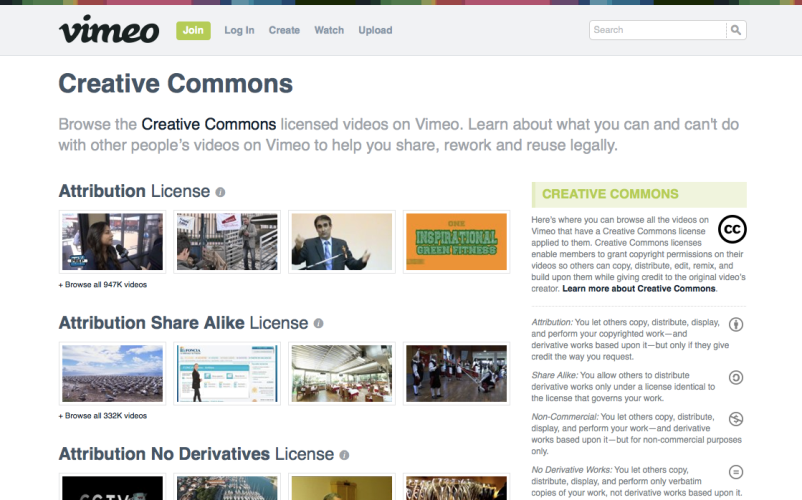 vimeo
Join Log In Create Watch Upload Search
Creative Commons
Browse the Creative Commons licensed videos on Vimeo. Learn about what you can and can't do
with other people's videos on Vimeo to help you share, rework and reuse legally.
Attribution License
INSPIRATIONAL
GREEN FITNESS
+ Browse all 947K videos
Attribution Share Alike License
+ Browse all 332K videos
Attribution No Derivatives License
CREATIVE COMMONS
Here's where you can browse all the videos on
Vimeo that have a Creative Commons license
applied to them. Creative Commons licenses
enable members to grant copyright permissions on their
videos so others can copy, distribute, edit, remix, and
build upon them while giving credit to the original video's
creator. Learn more about Creative Commons.
cc
Attribution: You let others copy, distribute, display,
and perform your copyrighted work—and
derivative works based upon it—but only if they give
credit the way you request.
Share Alike: You allow others to distribute
derivative works only under a license identical to
the license that governs your work.
Non-Commercial: You let others copy, distribute,
display, and perform your work—and derivative
works based upon it—but for non-commercial purposes
only.
No Derivative Works: You let others copy,
distribute, display, and perform only verbatim
copies of your work, not derivative works based upon it.